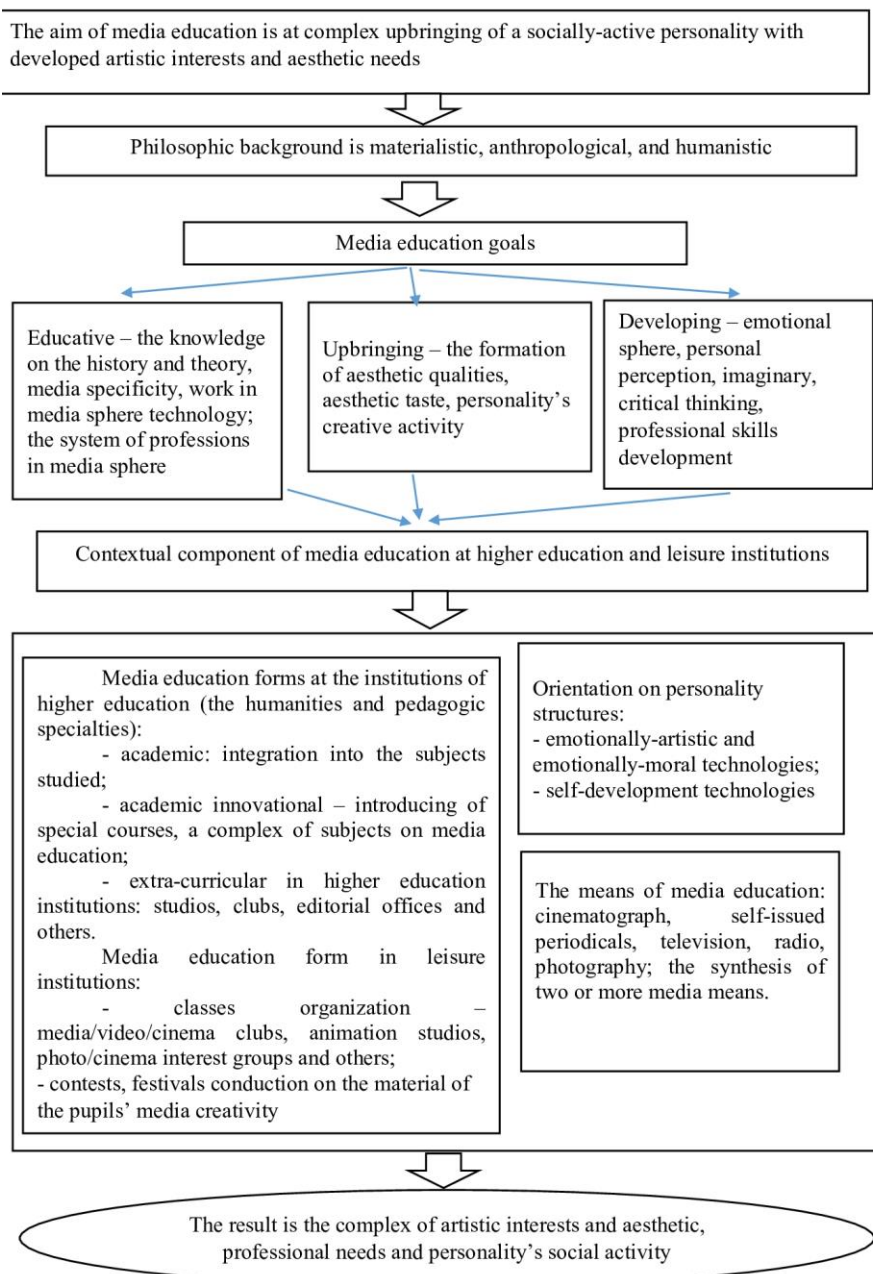 The aim of media education is at complex upbringing of a socially-active personality with
developed artistic interests and aesthetic needs
Philosophic background is materialistic, anthropological, and humanistic
Media education goals
Educative – the knowledge
on the history and theory,
media specificity, work in
media sphere technology;
the system of professions
in media sphere
Upbringing – the formation
of aesthetic qualities,
aesthetic taste, personality’s
creative activity
Developing – emotional
sphere, personal
perception, imaginary,
critical thinking,
professional skills
development
Contextual component of media education at higher education and leisure institutions
Media education forms at the institutions of
higher education (the humanities and pedagogic
specialties):
- academic: integration into the subjects
studied;
- academic innovational – introducing of
special courses, a complex of subjects on media
education;
- extra-curricular in higher education
institutions: studios, clubs, editorial offices and
others.
Media education form in leisure
institutions:
- classes organization –
media/video/cinema clubs, animation studios,
photo/cinema interest groups and others;
- contests, festivals conduction on the material of
the pupils’ media creativity
Orientation on personality
structures:
- emotionally-artistic and
emotionally-moral technologies;
- self-development technologies
The means of media education:
cinematograph, self-issued
periodicals, television, radio,
photography; the synthesis of
two or more media means.
The result is the complex of artistic interests and aesthetic,
professional needs and personality’s social activity